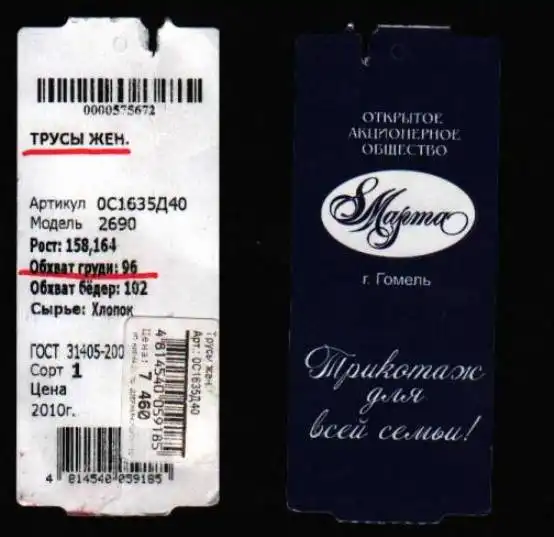 0000575672
ТРУСЫ ЖЕН.
Артикул ОС1635Д40
Модель 2690
Рост: 158,164
Обхват груди: 96
Обхват бёдер: 102
Сырье: Хлопок
ГОСТ 31405-200
Сорт 1
Цена
2010г.
4 814540 059185
Трусы жен/
Арт: ОС1635Д40
4 814540 059185
Цена: 7 460
ОТКРЫТОЕ
АКЦИОНЕРНОЕ
ОБЩЕСТВО
8 Марта
г. Гомель
Трикотаж
для
всей семьи!